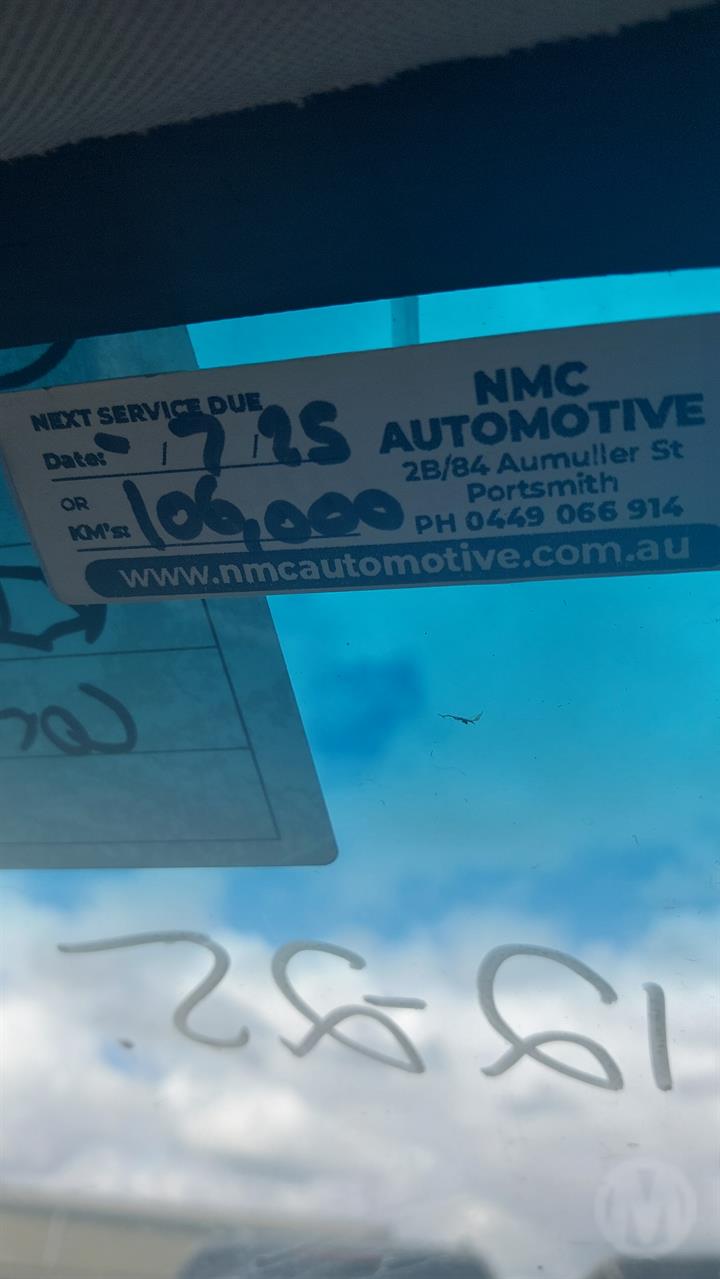 NEXT SERVICE DUE
Date: - / 7 / 25
OR
KM's: 106,000
NMC
AUTOMOTIVE
2B/84 Aumuller St
Portsmith
PH 0449 066 914
www.nmcautomotive.com.au
12-25
M